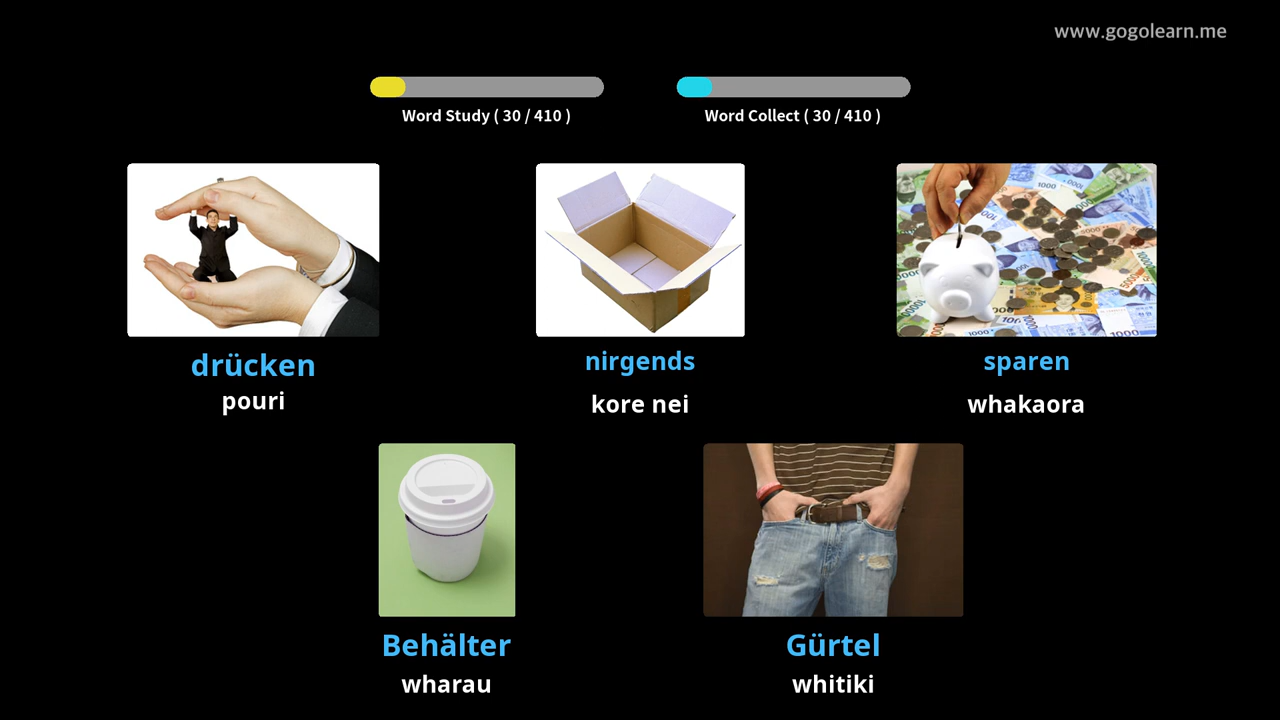 www.gogolearn.me
Word Study ( 30 / 410 )
Word Collect ( 30 / 410 )
drücken
pouri
nirgends
kore nei
sparen
whakaora
Behälter
wharau
Gürtel
whitiki